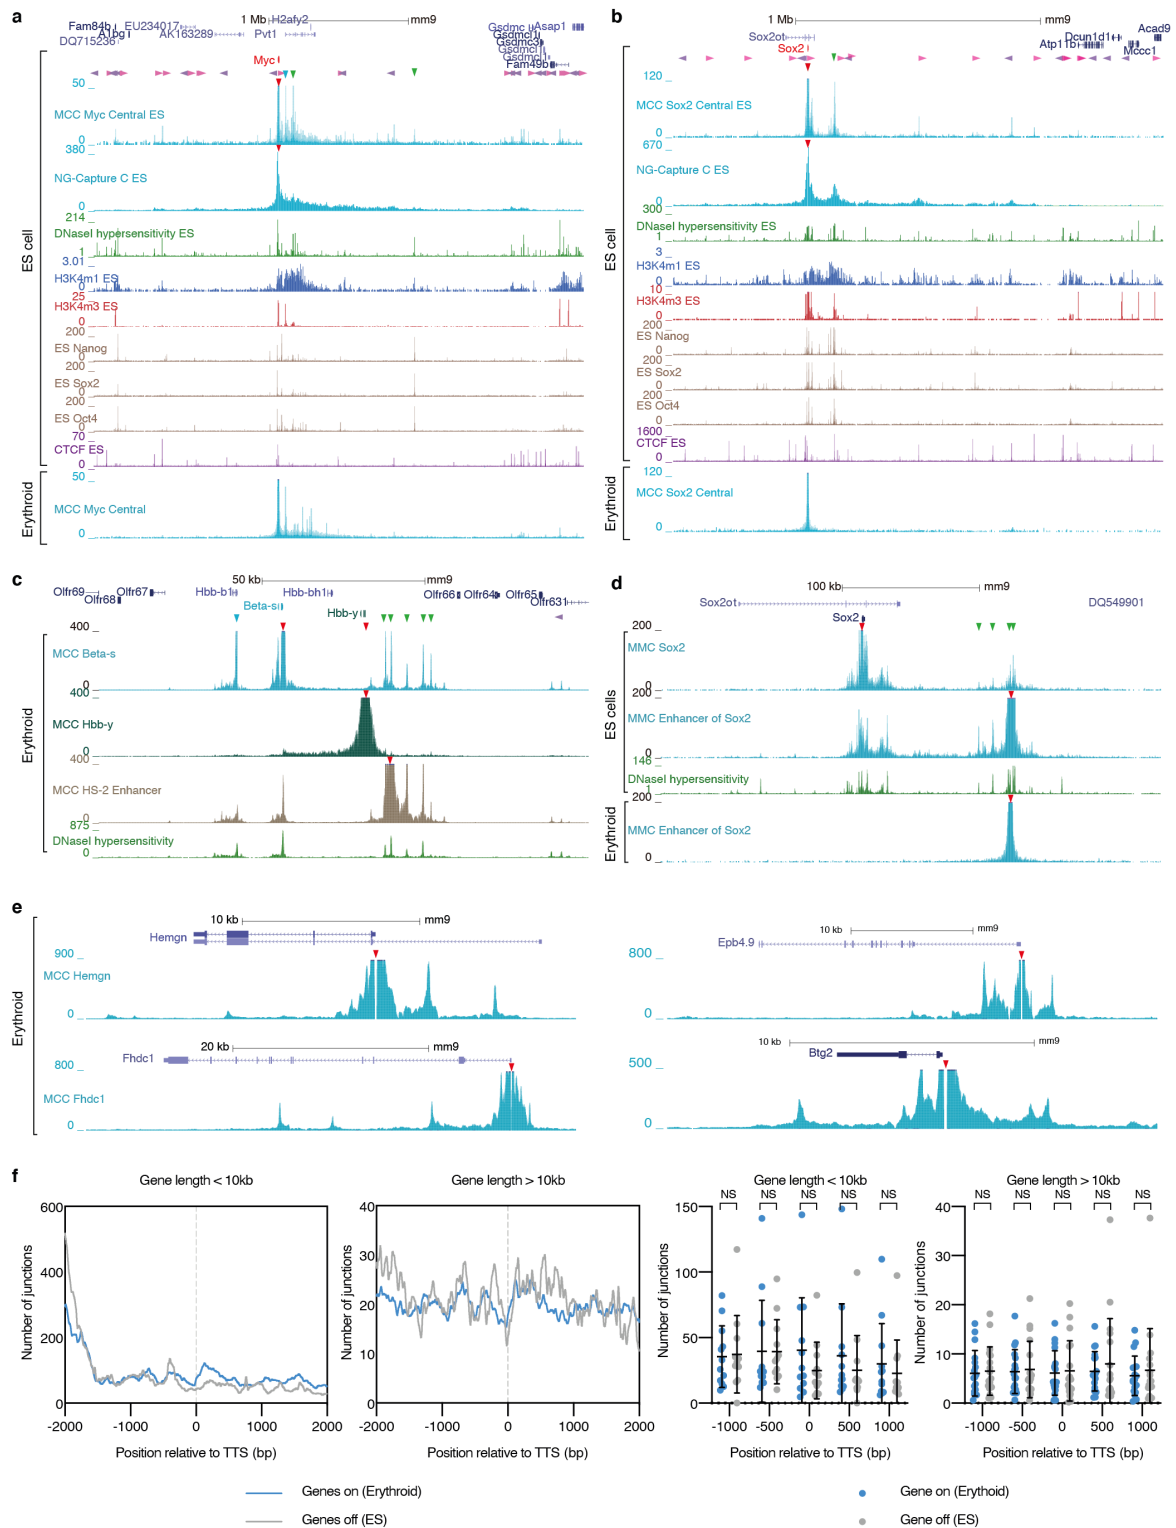 a
1 Mb
H2afy2
mm9
Fam84b
EU234017
A1bg
AK163289
Pvt1
DQ715236
Gsdmc
Asap1
Gsdmcl1
Gsdmc3
Gsdmcl1
Gsdmcl1
Fam49b
Myc
ES cell
50
MCC Myc Central ES
0
380
NG-Capture C ES
0
214
DNaseI hypersensitivity ES
1
3.01
H3K4m1 ES
0
25
H3K4m3 ES
0
200
ES Nanog
0
200
ES Sox2
0
200
ES Oct4
0
70
CTCF ES
0
Erythroid
50
MCC Myc Central
0
b
1 Mb
mm9
Sox2ot
Sox2
Dcun1d1
Acad9
Atp11b
Mccc1
ES cell
120
MCC Sox2 Central ES
0
670
NG-Capture C ES
0
300
DNaseI hypersensitivity ES
1
3
H3K4m1 ES
0
10
H3K4m3 ES
0
200
ES Nanog
0
200
ES Sox2
0
200
ES Oct4
0
1600
CTCF ES
0
Erythroid
120
MCC Sox2 Central
0
c
50 kb
mm9
Olfr69
Olfr67
Olfr68
Hbb-b1
Hbb-bh1
Olfr66
Olfr64
Olfr65
Olfr631
Beta-s
Hbb-y
Erythroid
400
MCC Beta-s
0
400
MCC Hbb-y
0
400
MCC HS-2 Enhancer
0
875
DNaseI hypersensitivity
0
d
100 kb
mm9
Sox2ot
DQ549901
Sox2
ES cells
200
MMC Sox2
0
200
MMC Enhancer of Sox2
0
146
DNaseI hypersensitivity
1
Erythroid
200
MMC Enhancer of Sox2
0
e
Erythroid
10 kb
mm9
Hemgn
900
MCC Hemgn
0
20 kb
mm9
Fhdc1
800
MCC Fhdc1
0
10 kb
mm9
Epb4.9
800
0
10 kb
mm9
Btg2
500
0
f
Gene length < 10kb
Number of junctions
600
400
200
0
-2000 -1000 0 1000 2000
Position relative to TTS (bp)
Gene length > 10kb
Number of junctions
40
30
20
10
0
-2000 -1000 0 1000 2000
Position relative to TTS (bp)
Genes on (Erythroid)
Genes off (ES)
Gene length < 10kb
NS NS NS NS NS
Number of junctions
150
100
50
0
-1000 -500 0 500 1000
Position relative to TTS (bp)
Gene length > 10kb
NS NS NS NS NS
Number of junctions
40
30
20
10
0
-1000 -500 0 500 1000
Position relative to TTS (bp)
Gene on (Erythoid)
Gene off (ES)